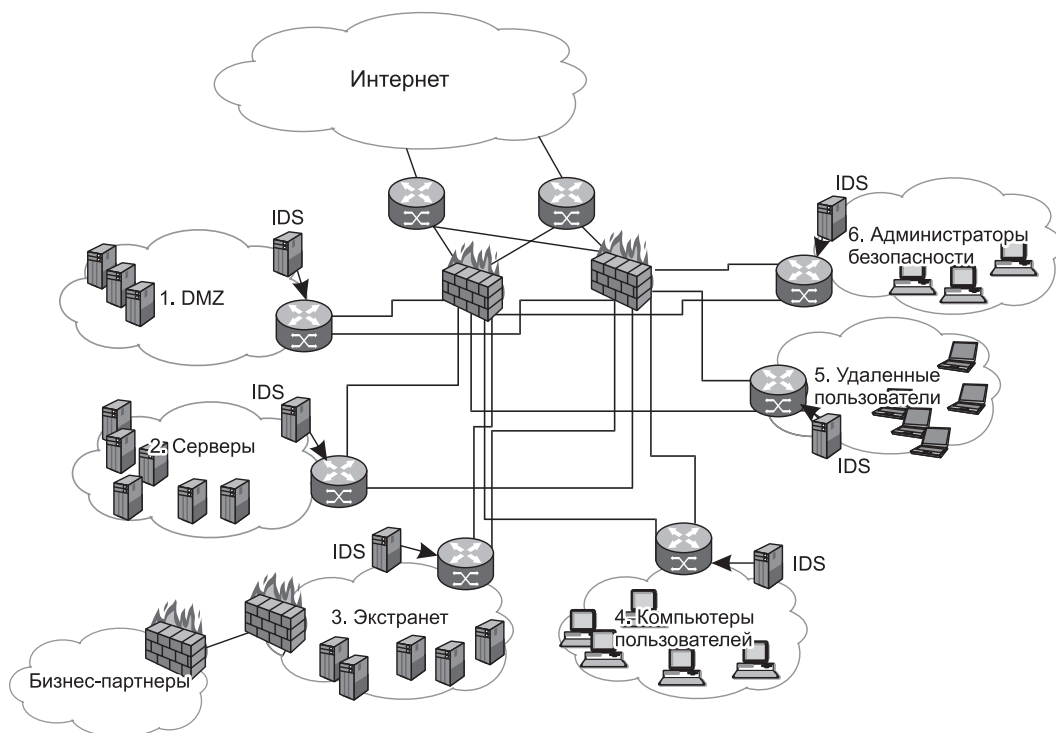 Интернет
IDS
IDS
6. Администраторы
безопасности
1. DMZ
5. Удаленные
пользователи
IDS
2. Серверы
IDS
IDS
IDS
3. Экстранет
4. Компьютеры
пользователей
Бизнес-партнеры